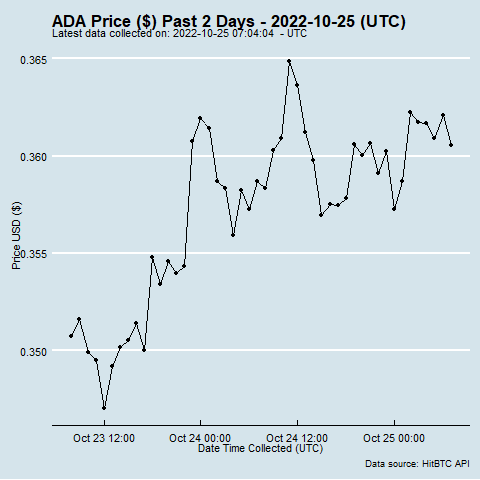 ADA Price ($) Past 2 Days - 2022-10-25 (UTC)
Latest data collected on: 2022-10-25 07:04:04  - UTC
0.365
0.360
0.355
0.350
Price USD ($)
Oct 23 12:00 Oct 24 00:00 Oct 24 12:00 Oct 25 00:00
Date Time Collected (UTC)
Data source: HitBTC API